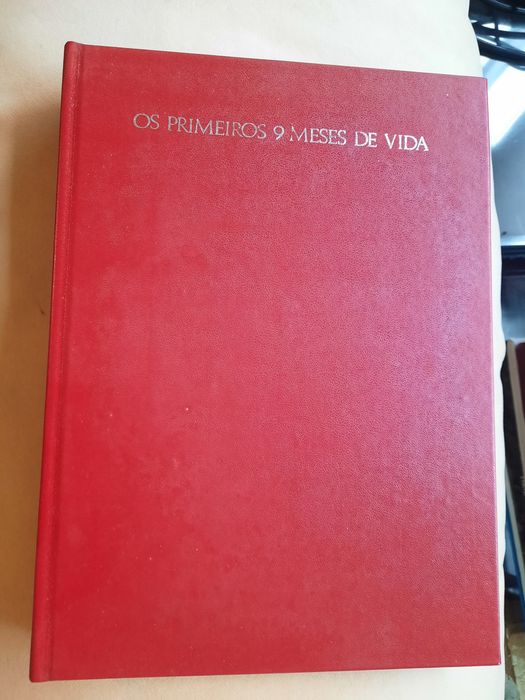 OS PRIMEIROS 9 MESES DE VIDA